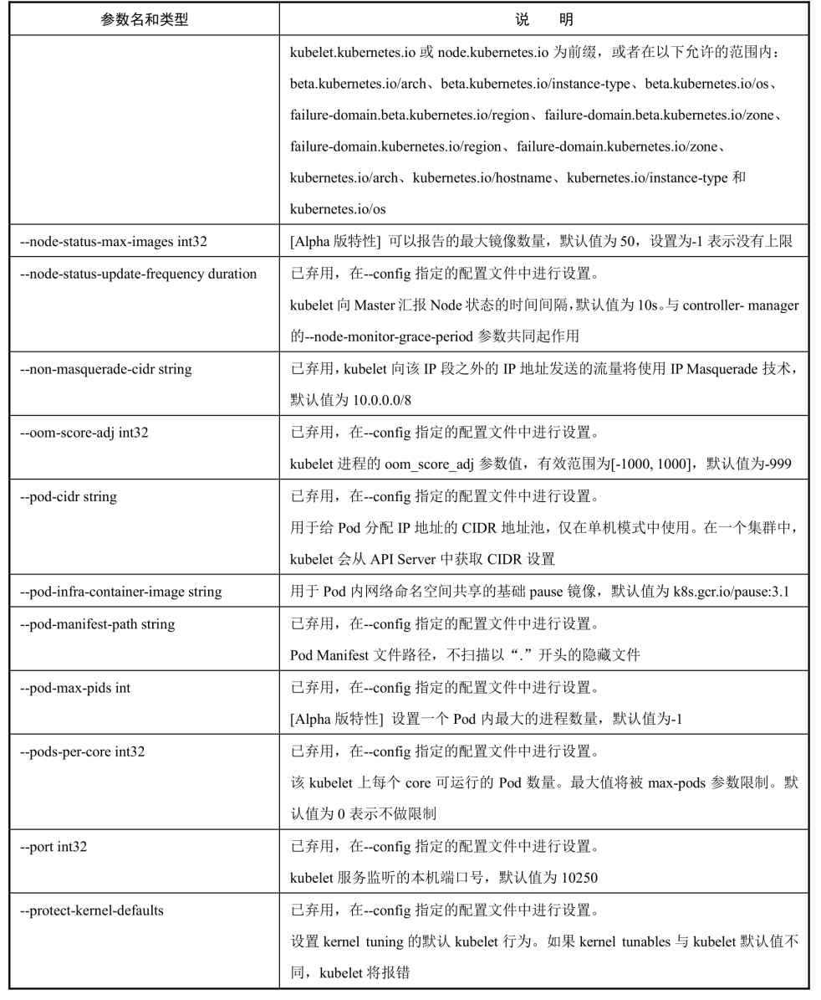 参数名和类型 说 明
kubelet.kubernetes.io 或 node.kubernetes.io 为前缀，或者在以下允许的范围内：
beta.kubernetes.io/arch、beta.kubernetes.io/instance-type、beta.kubernetes.io/os、
failure-domain.beta.kubernetes.io/region、failure-domain.beta.kubernetes.io/zone、
failure-domain.kubernetes.io/region、failure-domain.kubernetes.io/zone、
kubernetes.io/arch、kubernetes.io/hostname、kubernetes.io/instance-type 和
kubernetes.io/os
--node-status-max-images int32 [Alpha 版特性] 可以报告的最大镜像数量，默认值为 50，设置为-1 表示没有上限
--node-status-update-frequency duration 已弃用，在--config 指定的配置文件中进行设置。
kubelet 向 Master 汇报 Node 状态的时间间隔，默认值为 10s。与 controller- manager
的--node-monitor-grace-period 参数共同起作用
--non-masquerade-cidr string 已弃用，kubelet 向该 IP 段之外的 IP 地址发送的流量将使用 IP Masquerade 技术，
默认值为 10.0.0.0/8
--oom-score-adj int32 已弃用，在--config 指定的配置文件中进行设置。
kubelet 进程的 oom_score_adj 参数值，有效范围为[-1000, 1000]，默认值为-999
--pod-cidr string 已弃用，在--config 指定的配置文件中进行设置。
用于给 Pod 分配 IP 地址的 CIDR 地址池，仅在单机模式中使用。在一个集群中，
kubelet 会从 API Server 中获取 CIDR 设置
--pod-infra-container-image string 用于 Pod 内网络命名空间共享的基础 pause 镜像，默认值为 k8s.gcr.io/pause:3.1
--pod-manifest-path string 已弃用，在--config 指定的配置文件中进行设置。
Pod Manifest 文件路径，不扫描以“.”开头的隐藏文件
--pod-max-pids int 已弃用，在--config 指定的配置文件中进行设置。
[Alpha 版特性] 设置一个 Pod 内最大的进程数量，默认值为-1
--pods-per-core int32 已弃用，在--config 指定的配置文件中进行设置。
该 kubelet 上每个 core 可运行的 Pod 数量。最大值将被 max-pods 参数限制。默
认值为 0 表示不做限制
--port int32 已弃用，在--config 指定的配置文件中进行设置。
kubelet 服务监听的本机端口号，默认值为 10250
--protect-kernel-defaults 已弃用，在--config 指定的配置文件中进行设置。
设置 kernel tuning 的默认 kubelet 行为。如果 kernel tunables 与 kubelet 默认值不
同，kubelet 将报错